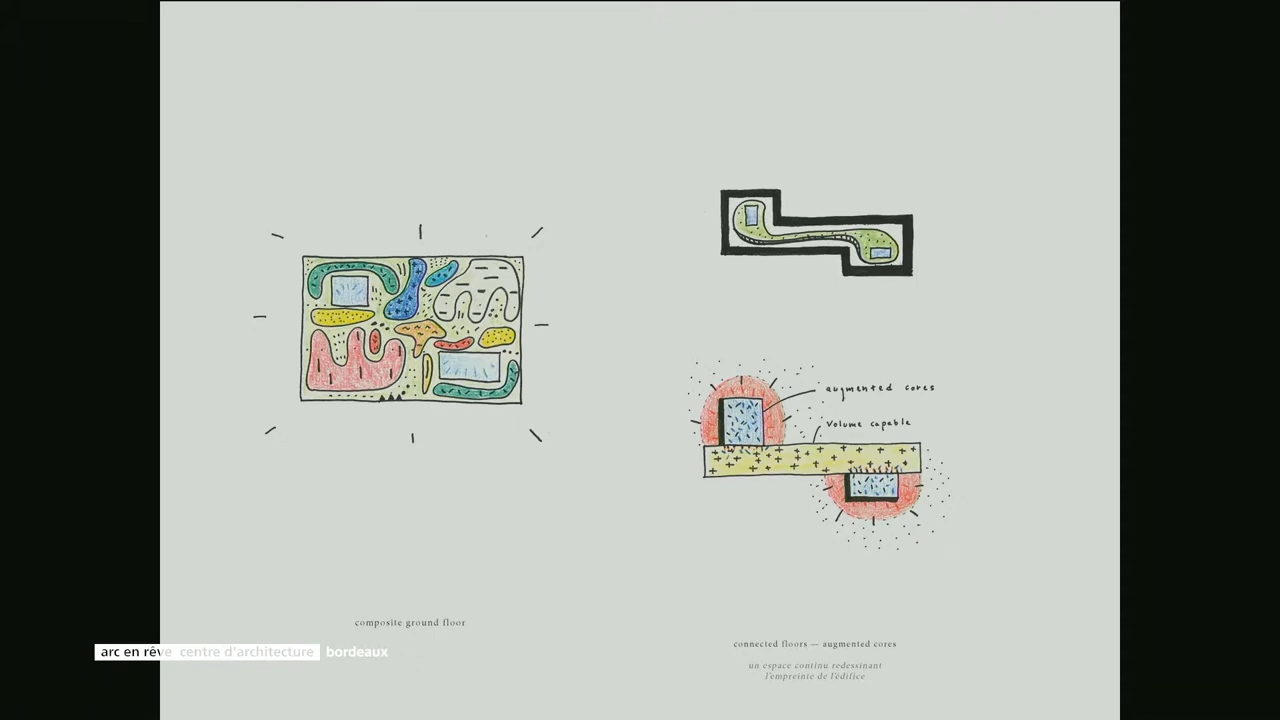 augmented cores
volume capable
composite ground floor
connected floors — augmented cores
un espace continu redessinant
l'empreinte de l'édifice
arc en rêve centre d'architecture bordeaux